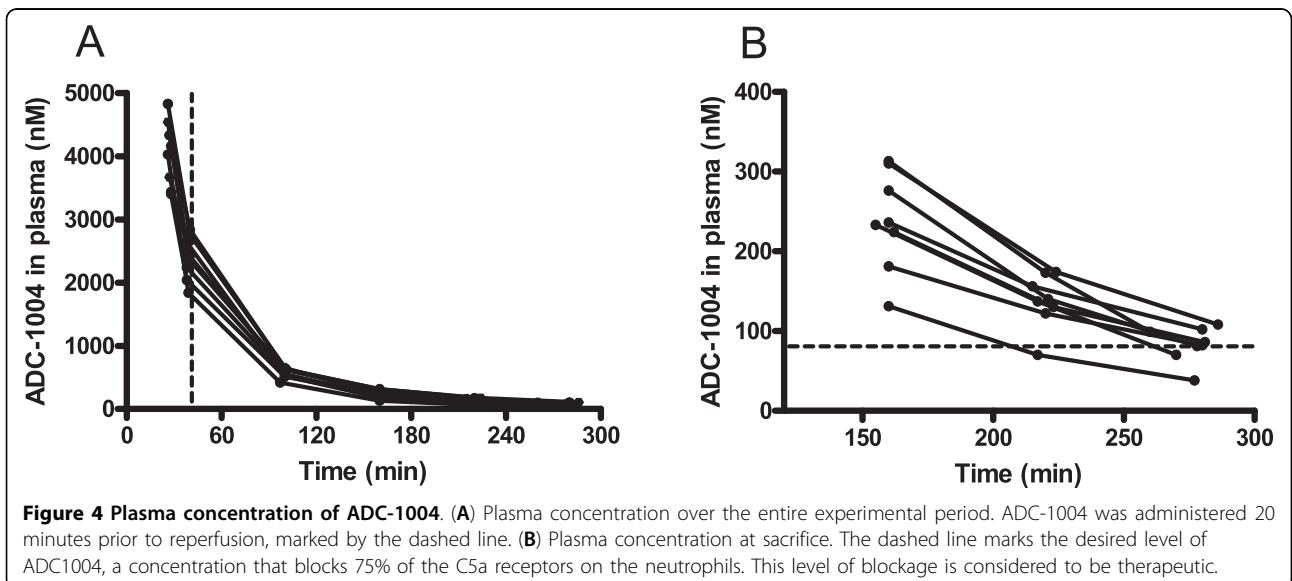 A
ADC-1004 in plasma (nM)
5000
4000
3000
2000
1000
0
0 60 120 180 240 300
Time (min)
B
ADC-1004 in plasma (nM)
400
300
200
100
0
150 200 250 300
Time (min)
Figure 4 Plasma concentration of ADC-1004. (A) Plasma concentration over the entire experimental period. ADC-1004 was administered 20
minutes prior to reperfusion, marked by the dashed line. (B) Plasma concentration at sacrifice. The dashed line marks the desired level of
ADC1004, a concentration that blocks 75% of the C5a receptors on the neutrophils. This level of blockage is considered to be therapeutic.